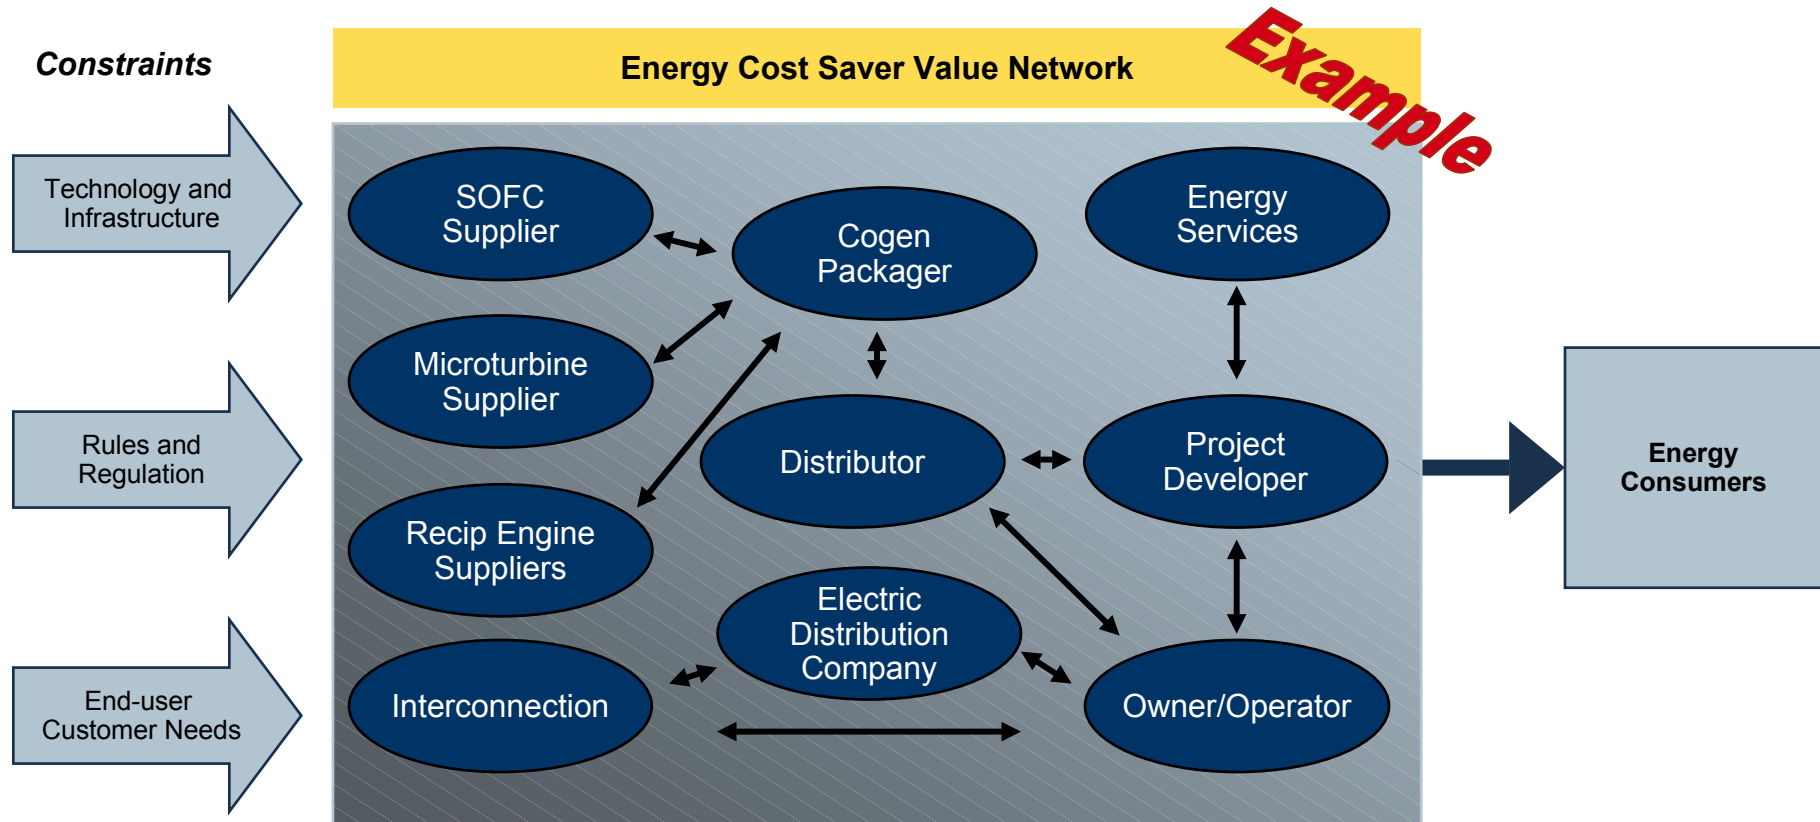 Constraints
Energy Cost Saver Value Network
Example
Technology and
Infrastructure
Rules and
Regulation
End-user
Customer Needs
SOFC
Supplier
Cogen
Packager
Energy
Services
Microturbine
Supplier
Distributor
Project
Developer
Recip Engine
Suppliers
Electric
Distribution
Company
Interconnection
Owner/Operator
Energy
Consumers